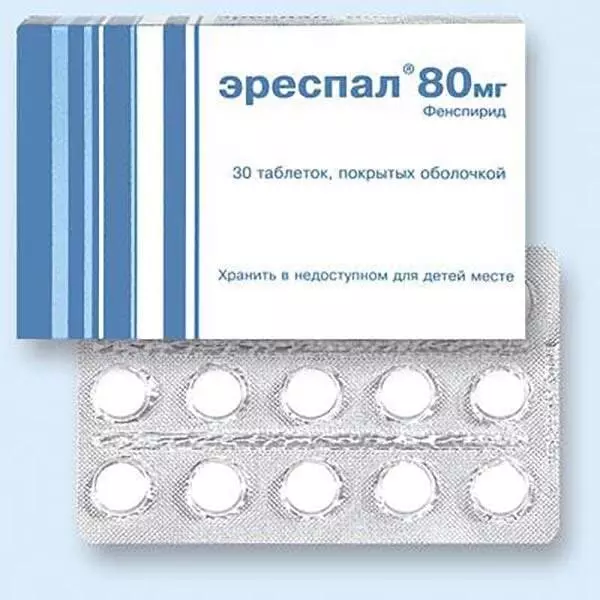 эреспал® 80мг
Фенспирид
30 таблеток, покрытых оболочкой
Хранить в недоступном для детей месте